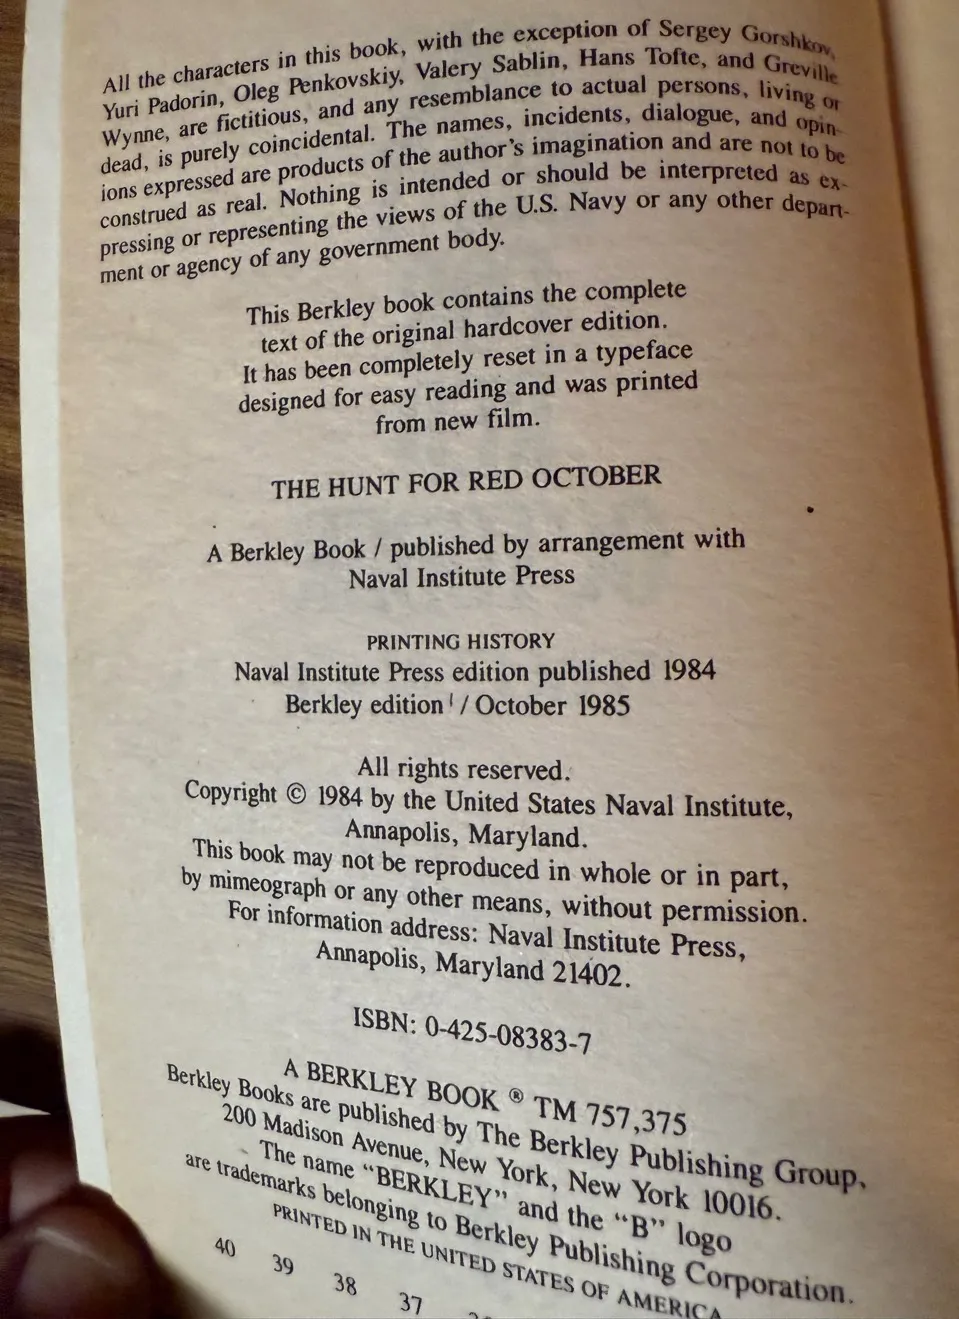 All the characters in this book, with the exception of Sergey Gorshkov,
Yuri Padorin, Oleg Penkovskiy, Valery Sablin, Hans Tofte, and Greville
Wynne, are fictitious, and any resemblance to actual persons, living or
dead, is purely coincidental. The names, incidents, dialogue, and opin-
ions expressed are products of the author's imagination and are not to be
construed as real. Nothing is intended or should be interpreted as ex-
pressing or representing the views of the U.S. Navy or any other depart-
ment or agency of any government body.
This Berkley book contains the complete
text of the original hardcover edition.
It has been completely reset in a typeface
designed for easy reading and was printed
from new film.
THE HUNT FOR RED OCTOBER
A Berkley Book / published by arrangement with
Naval Institute Press
PRINTING HISTORY
Naval Institute Press edition published 1984
Berkley edition / October 1985
All rights reserved.
Copyright © 1984 by the United States Naval Institute,
Annapolis, Maryland.
This book may not be reproduced in whole or in part,
by mimeograph or any other means, without permission.
For information address: Naval Institute Press,
Annapolis, Maryland 21402.
ISBN: 0-425-08383-7
A BERKLEY BOOK ® TM 757,375
Berkley Books are published by The Berkley Publishing Group,
200 Madison Avenue, New York, New York 10016.
The name "BERKLEY" and the "B" logo
are trademarks belonging to Berkley Publishing Corporation.
PRINTED IN THE UNITED STATES OF AMERICA
40 39 38 37